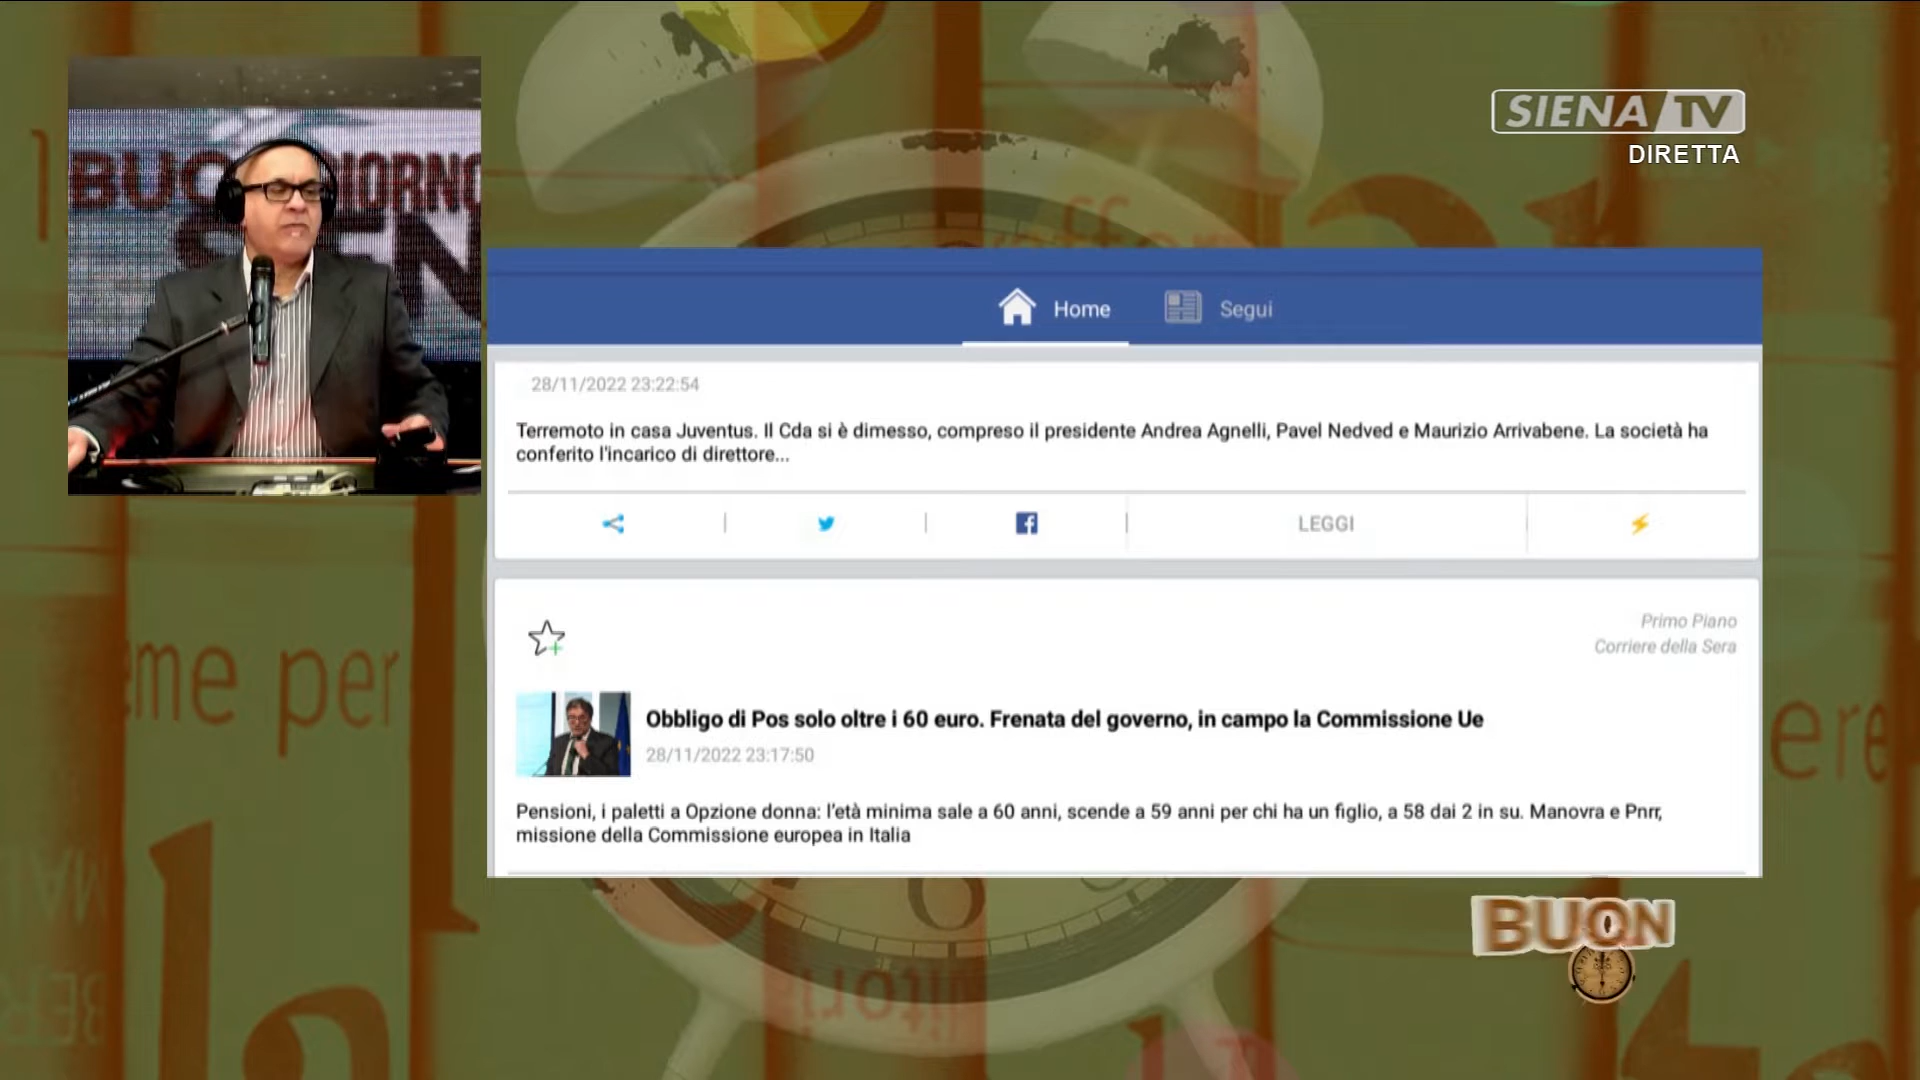 SIENA TV
DIRETTA
BUONGIORNO
Home
Segui
28/11/2022 23:22:54
Terremoto in casa Juventus. Il Cda si è dimesso, compreso il presidente Andrea Agnelli, Pavel Nedved e Maurizio Arrivabene. La società ha
conferito l'incarico di direttore...
LEGGI
Primo Piano
Corriere della Sera
Obbligo di Pos solo oltre i 60 euro. Frenata del governo, in campo la Commissione Ue
28/11/2022 23:17:50
Pensioni, i paletti a Opzione donna: l'età minima sale a 60 anni, scende a 59 anni per chi ha un figlio, a 58 dai 2 in su. Manovra e Pnrr,
missione della Commissione europea in Italia
me per
la
BUON